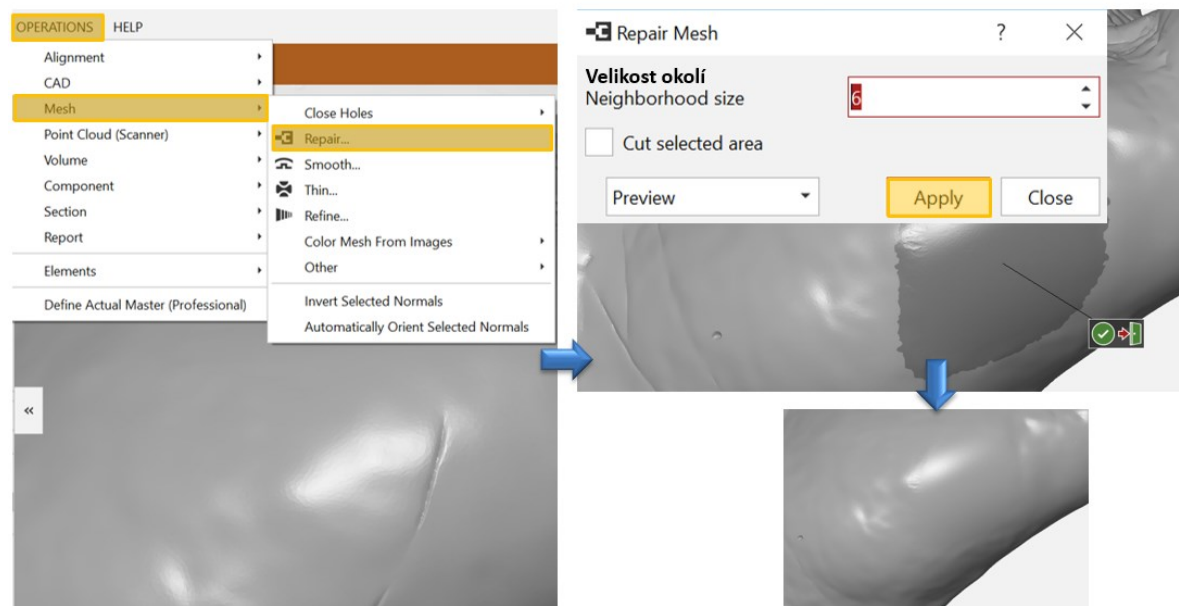 OPERATIONS HELP
Alignment
CAD
Mesh
Point Cloud (Scanner)
Volume
Component
Section
Report
Elements
Define Actual Master (Professional)
Close Holes
Repair...
Smooth...
Thin...
Refine...
Color Mesh From Images
Other
Invert Selected Normals
Automatically Orient Selected Normals
«
Repair Mesh ?
Velikost okolí
Neighborhood size 6
Cut selected area
Preview Apply Close